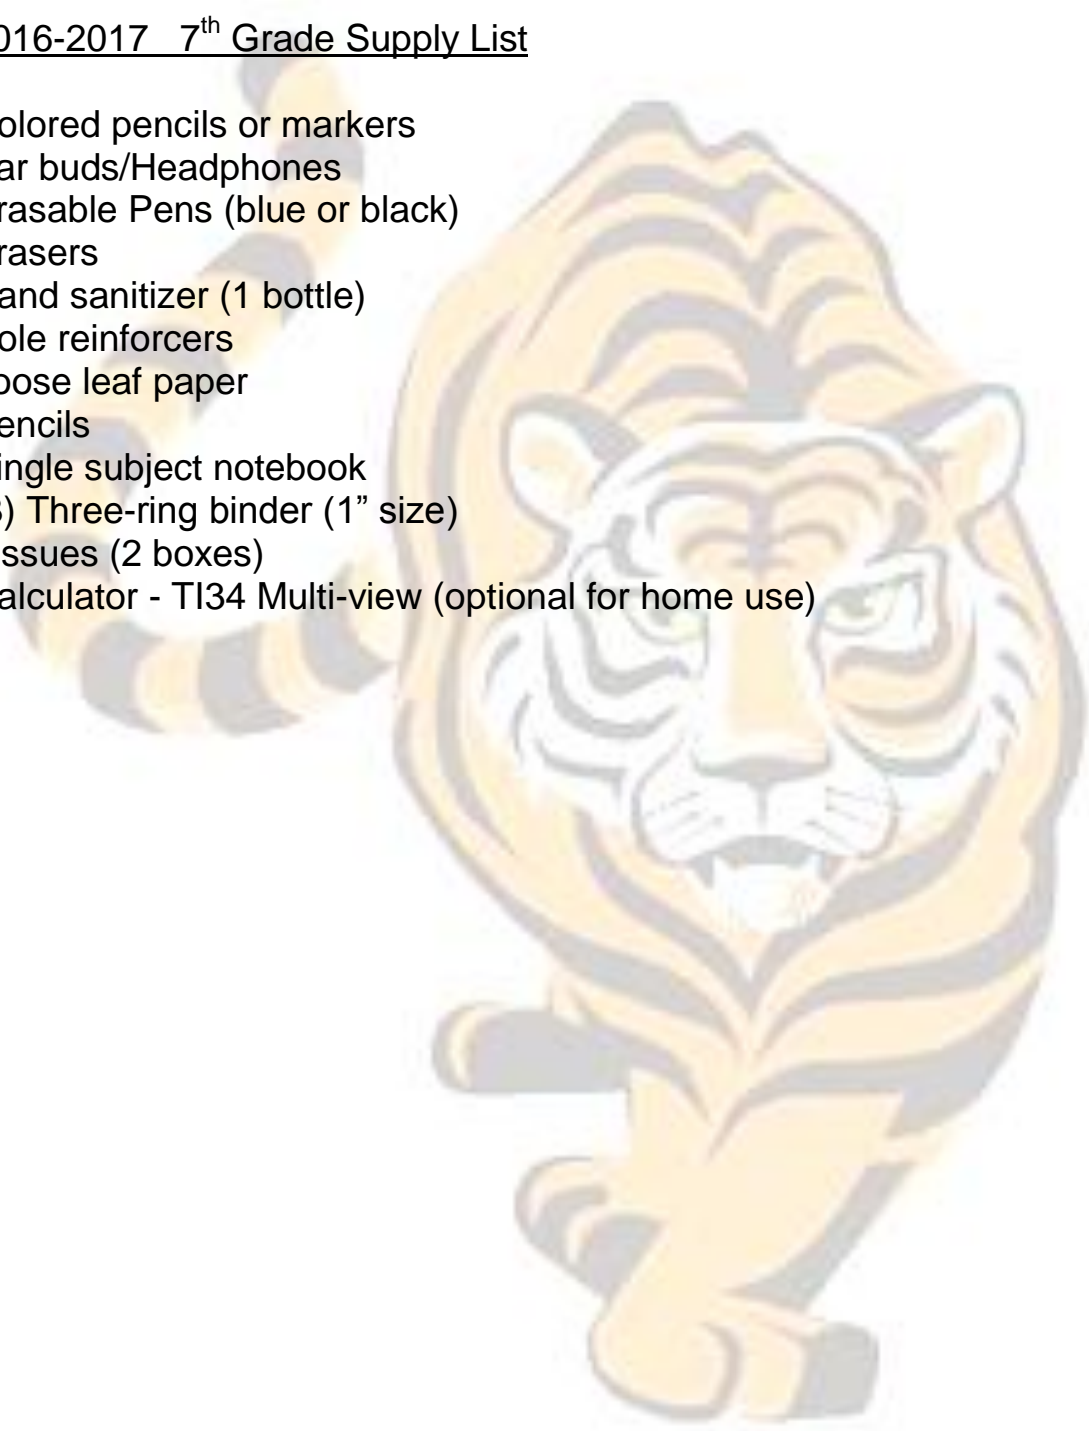 016-2017   7th Grade Supply List
olored pencils or markers
ar buds/Headphones
rasable Pens (blue or black)
rasers
and sanitizer (1 bottle)
ole reinforcers
oose leaf paper
encils
ingle subject notebook
) Three-ring binder (1” size)
issues (2 boxes)
alculator - TI34 Multi-view (optional for home use)